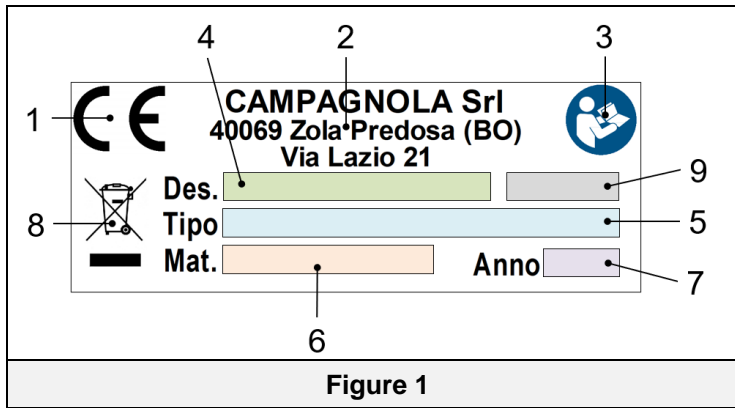 4 2 3
1
CE
CAMPAGNOLA Srl
40069 Zola Predosa (BO)
Via Lazio 21
Des.
9
8
Tipo
5
Mat.
Anno
7
6
Figure 1